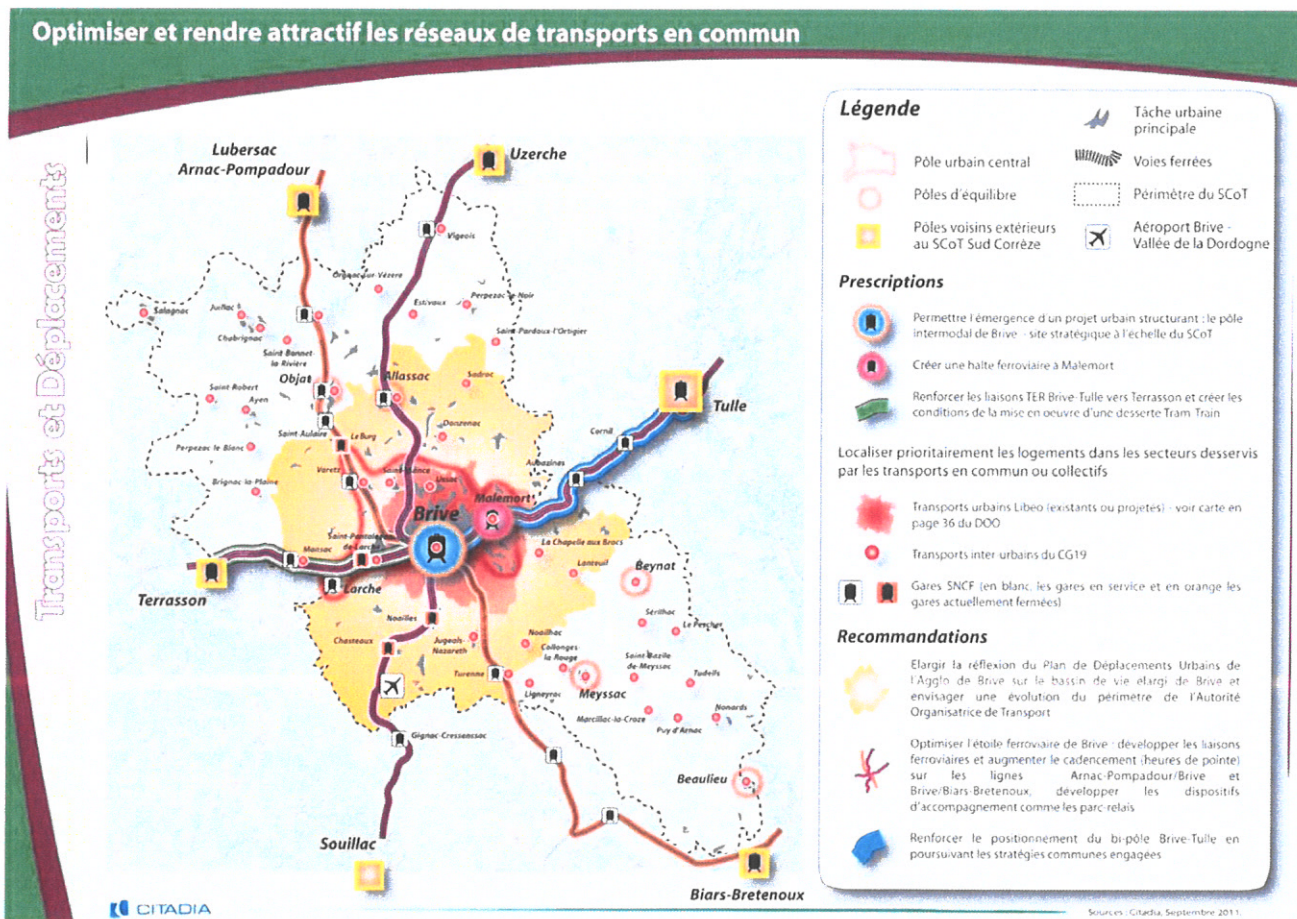 Optimiser et rendre attractif les réseaux de transports en commun
Transports et Déplacements
Lubersac
Arnac-Pompadour
Uzerche
Vigeois
Orgnac-sur-Vézère
Estivaux
Perpezac-le-Noir
Saint-Pardoux-l'Ortigier
Salagnac
Juillac
Chabrignac
Saint Bonnet-
la-Rivière
Objat
Allassac
Sadroc
Saint-Robert
Ayen
Saint-Aulaire
Le Burg
Donzenac
Perpezac le Blanc
Varetz
Ussac
Brignac-la-Plaine
Tulle
Cornil
Aubazines
Malemort
Brive
Saint-Pantaléon
de-Larche
Mansac
La Chapelle aux Brocs
Lanteuil
Beynat
Terrasson
Larche
Noailles
Chasteaux
Jugeals-
Nazareth
Noailhac
Collonges-
la Rouge
Sérilhac
Le Pescher
Saint-Bazile
de-Meyssac
Turenne
Ligneyrac
Meyssac
Tudeils
Marcillac-la-Croze
Puy d'Arnac
Nonards
Gignac-Cressenssac
Beaulieu
Souillac
Biars-Bretenoux
Légende
Pôle urbain central
Pôles d'équilibre
Pôles voisins extérieurs
au SCoT Sud Corrèze
Tâche urbaine
principale
Voies ferrées
Périmètre du SCoT
Aéroport Brive -
Vallée de la Dordogne
Prescriptions
Permettre l'émergence d'un projet urbain structurant : le pôle
intermodal de Brive - site stratégique à l'échelle du SCoT
Créer une halte ferroviaire à Malemort
Renforcer les liaisons TER Brive-Tulle vers Terrasson et créer les
conditions de la mise en oeuvre d'une desserte Tram Train
Localiser prioritairement les logements dans les secteurs desservis
par les transports en commun ou collectifs
Transports urbains Libeo (existants ou projetés) - voir carte en
page 36 du DOO
Transports inter urbains du CG19
Gares SNCF (en blanc, les gares en service et en orange les
gares actuellement fermées)
Recommandations
Elargir la réflexion du Plan de Déplacements Urbains de
l'Agglo de Brive sur le bassin de vie élargi de Brive et
envisager une évolution du périmètre de l'Autorité
Organisatrice de Transport
Optimiser l'étoile ferroviaire de Brive : développer les liaisons
ferroviaires et augmenter le cadencement (heures de pointe)
sur les lignes Arnac-Pompadour/Brive et
Brive/Biars-Bretenoux, développer les dispositifs
d'accompagnement comme les parc-relais
Renforcer le positionnement du bi-pôle Brive-Tulle en
poursuivant les stratégies communes engagées
CITADIA
Sources : Citadia, Septembre 2011.